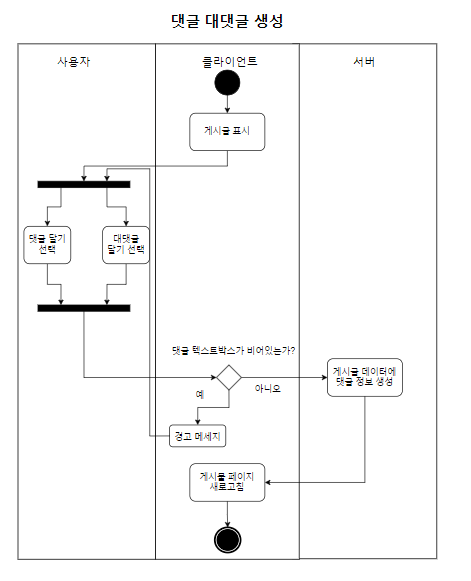 댓글 대댓글 생성
사용자
클라이언트
서버
게시글 표시
댓글 달기
선택
대댓글
달기 선택
댓글 텍스트박스가 비어있는가?
예
아니오
게시글 데이터에
댓글 정보 생성
경고 메세지
게시물 페이지
새로고침